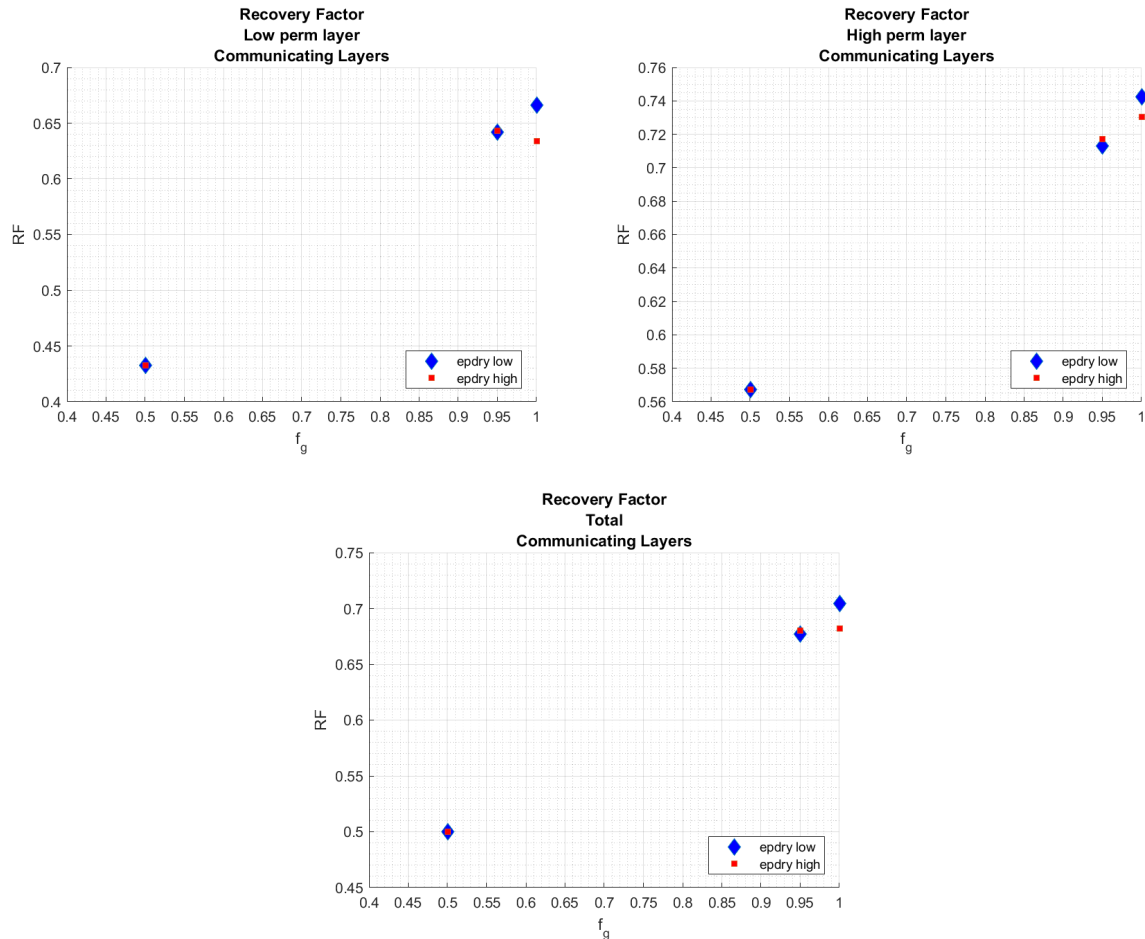 Recovery Factor
Low perm layer
Communicating Layers
0.7
0.65
0.6
0.55
0.5
0.45
0.4
RF
0.4 0.45 0.5 0.55 0.6 0.65 0.7 0.75 0.8 0.85 0.9 0.95 1
f_g
epdry low
epdry high
Recovery Factor
High perm layer
Communicating Layers
0.76
0.74
0.72
0.7
0.68
0.66
0.64
0.62
0.6
0.58
0.56
RF
0.4 0.45 0.5 0.55 0.6 0.65 0.7 0.75 0.8 0.85 0.9 0.95 1
f_g
epdry low
epdry high
Recovery Factor
Total
Communicating Layers
0.75
0.7
0.65
0.6
0.55
0.5
0.45
RF
0.4 0.45 0.5 0.55 0.6 0.65 0.7 0.75 0.8 0.85 0.9 0.95 1
f_g
epdry low
epdry high